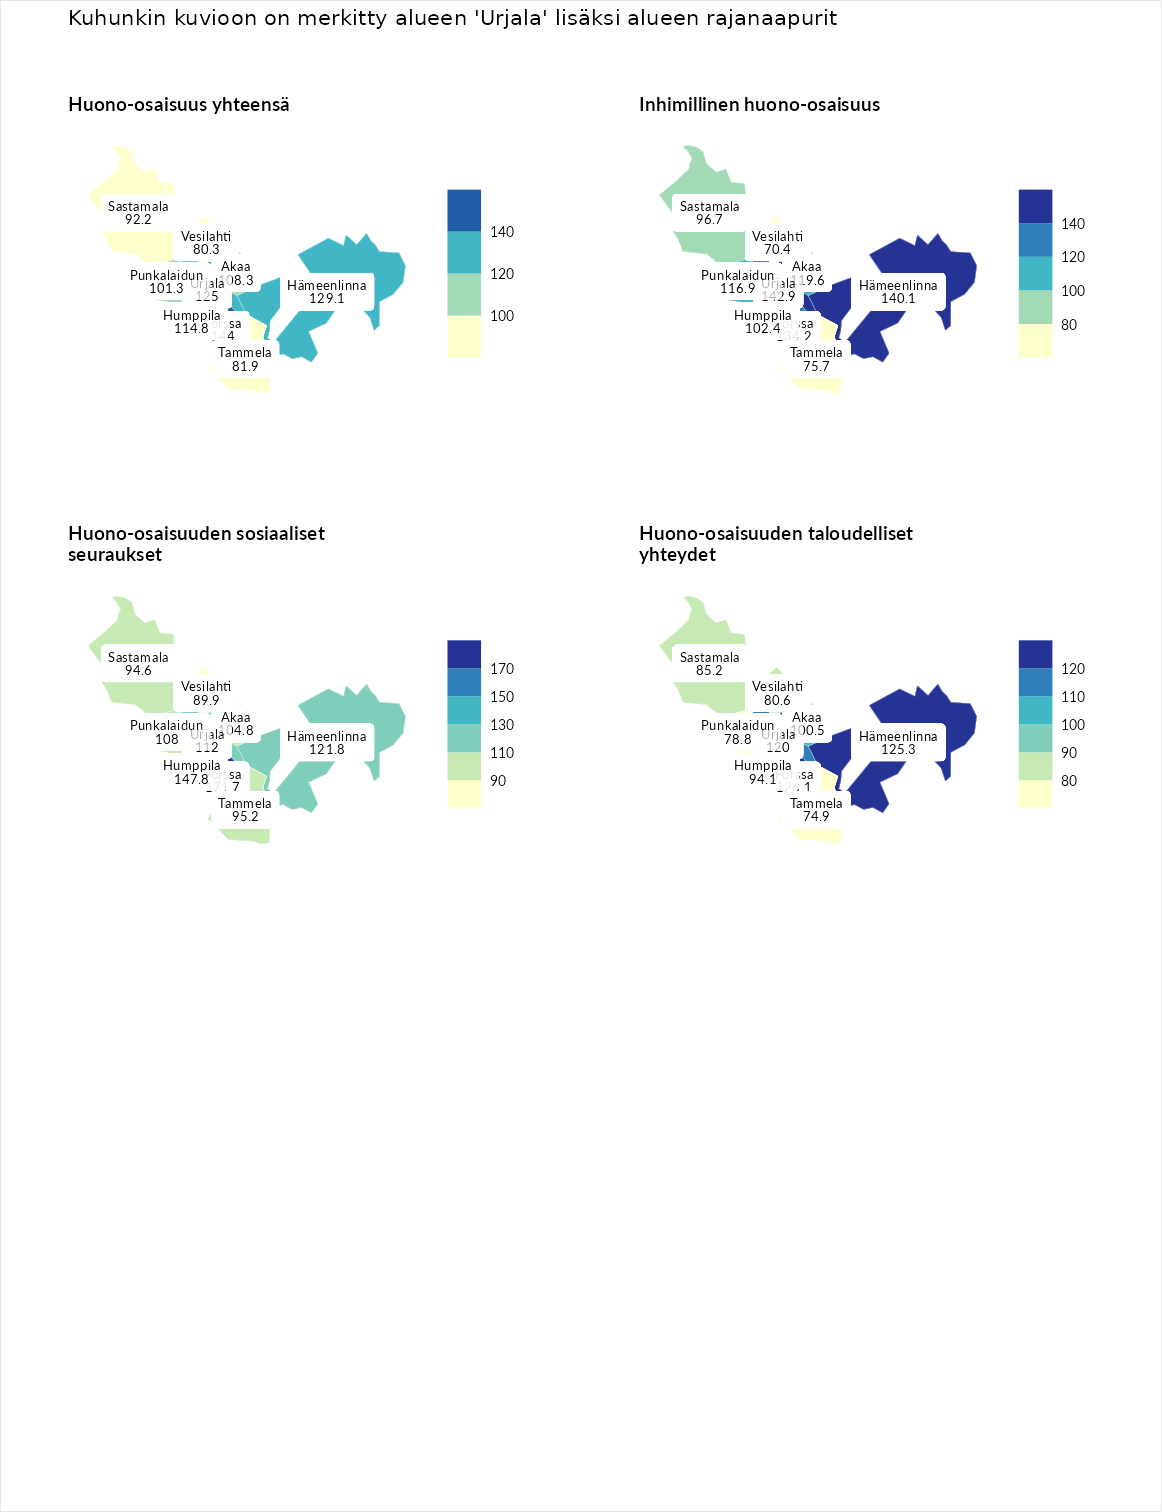 Kuhunkin kuvioon on merkitty alueen 'Urjala' lisäksi alueen rajanaapurit
Huono-osaisuus yhteensä
Sastamala
92.2
Vesilahti
80.3
Akaa
108.3
Punkalaidun
101.3
Urjala
125
Hämeenlinna
129.1
Humppila
114.8
Tammela
81.9
140
120
100
Inhimillinen huono-osaisuus
Sastamala
96.7
Vesilahti
70.4
Akaa
119.6
Punkalaidun
116.9
Urjala
142.9
Hämeenlinna
140.1
Humppila
102.4
Tammela
75.7
140
120
100
80
Huono-osaisuuden sosiaaliset
seuraukset
Sastamala
94.6
Vesilahti
89.9
Akaa
104.8
Punkalaidun
108
Urjala
112
Hämeenlinna
121.8
Humppila
147.8
Tammela
95.2
170
150
130
110
90
Huono-osaisuuden taloudelliset
yhteydet
Sastamala
85.2
Vesilahti
80.6
Akaa
100.5
Punkalaidun
78.8
Urjala
120
Hämeenlinna
125.3
Humppila
94.1
Forssa
Tammela
74.9
120
110
100
90
80